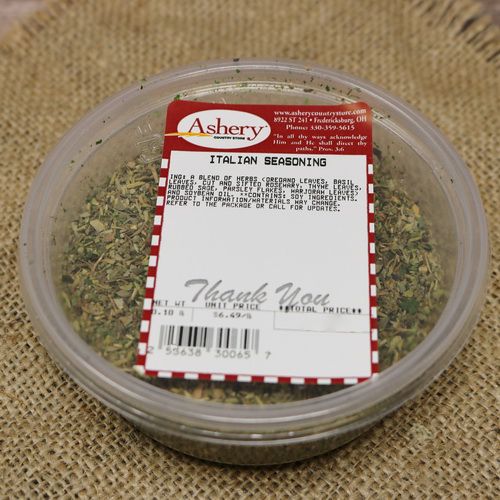 Ashery
COUNTRY STORE
www.asherycountrystore.com
8922 ST 241 • Fredericksburg, OH
Phone: 330-359-5615
"In all thy ways acknowledge
Him and He shall direct thy
paths." Prov. 3:6
ITALIAN SEASONING
ING: A BLEND OF HERBS (OREGANO LEAVES, BASIL
LEAVES, CUT AND SIFTED ROSEMARY, THYME LEAVES,
RUBBED SAGE, PARSLEY FLAKES, MARJORAM LEAVES)
AND SOYBEAN OIL. **CONTAINS: SOY INGREDIENTS.
PRODUCT INFORMATION/MATERIALS MAY CHANGE.
REFER TO THE PACKAGE OR CALL FOR UPDATES.
Thank You
NET WT UNIT PRICE **TOTAL PRICE**
0.10 lb $6.49/lb
2 55638 30065 7